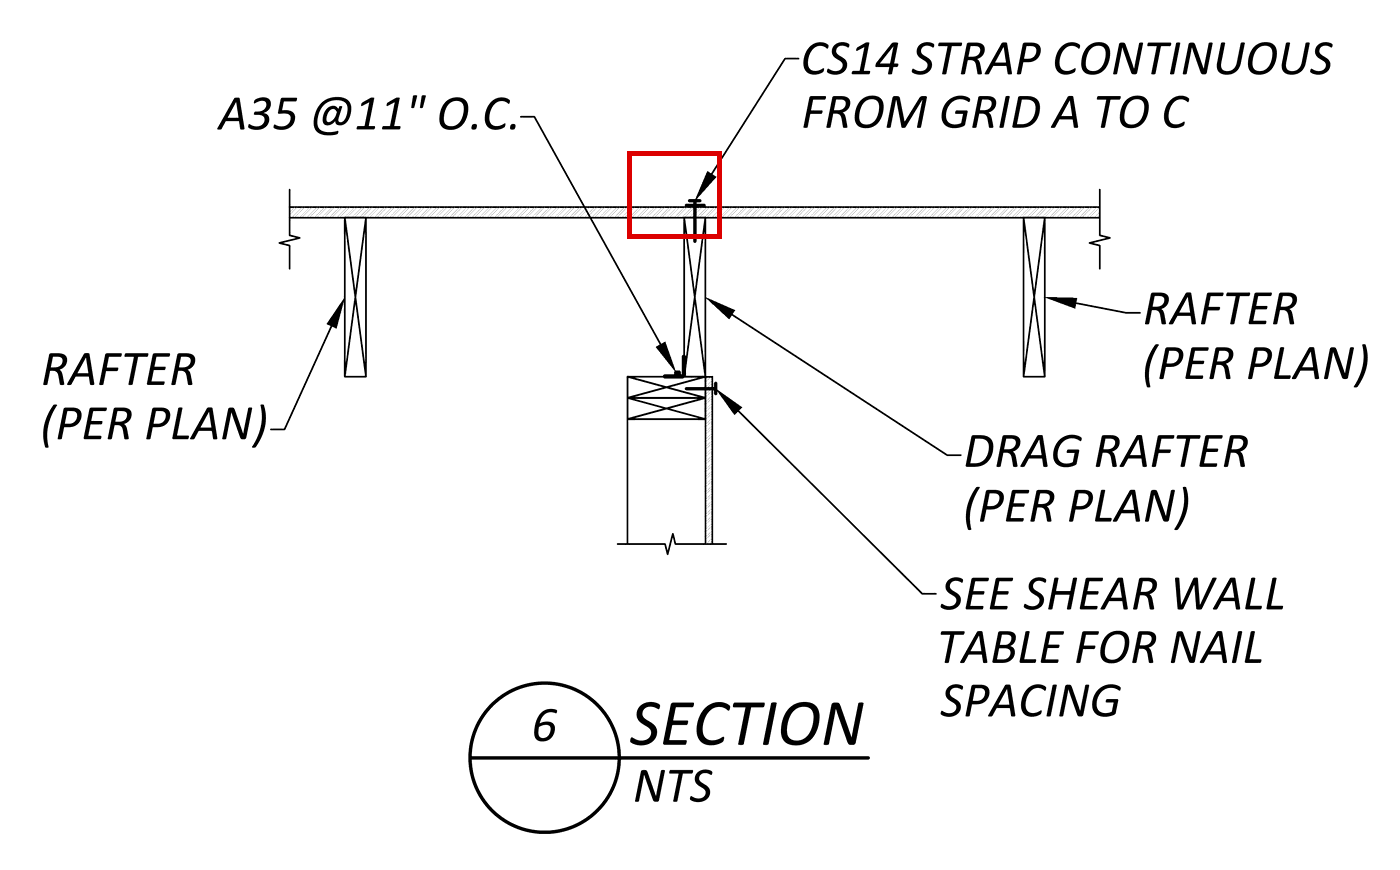 CS14 STRAP CONTINUOUS
FROM GRID A TO C
A35 @11" O.C.
RAFTER
(PER PLAN)
RAFTER
(PER PLAN)
DRAG RAFTER
(PER PLAN)
SEE SHEAR WALL
TABLE FOR NAIL
SPACING
6
SECTION
NTS